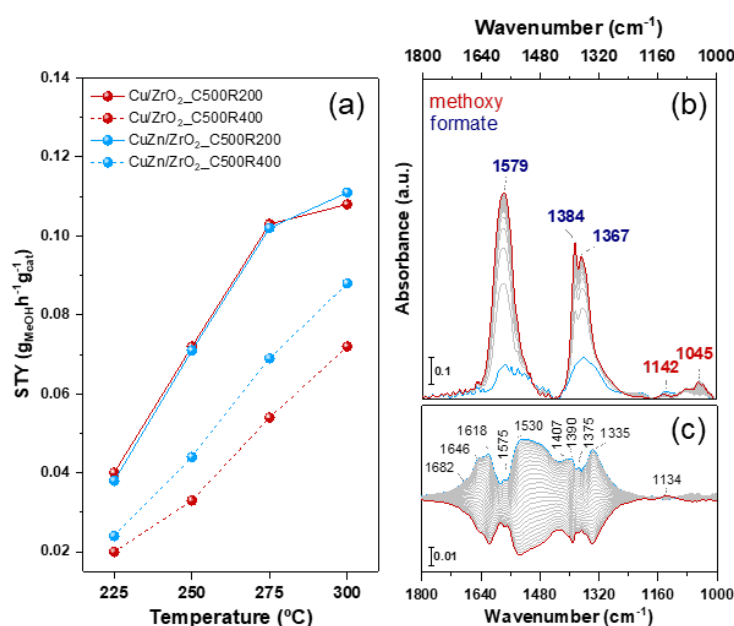 (a)
Cu/ZrO₂_C500R200
Cu/ZrO₂_C500R400
CuZn/ZrO₂_C500R200
CuZn/ZrO₂_C500R400
STY (g_MeOH h⁻¹ g⁻¹_cat)
0.14
0.12
0.10
0.08
0.06
0.04
0.02
225 250 275 300
Temperature (ºC)
Wavenumber (cm⁻¹)
1800 1640 1480 1320 1160 1000
(b)
methoxy
formate
1579
1384
1367
1142
1045
0.1
Absorbance (a.u.)
(c)
1682
1646
1618
1575
1530
1407
1390
1375
1335
1134
0.01
1800 1640 1480 1320 1160 1000
Wavenumber (cm⁻¹)